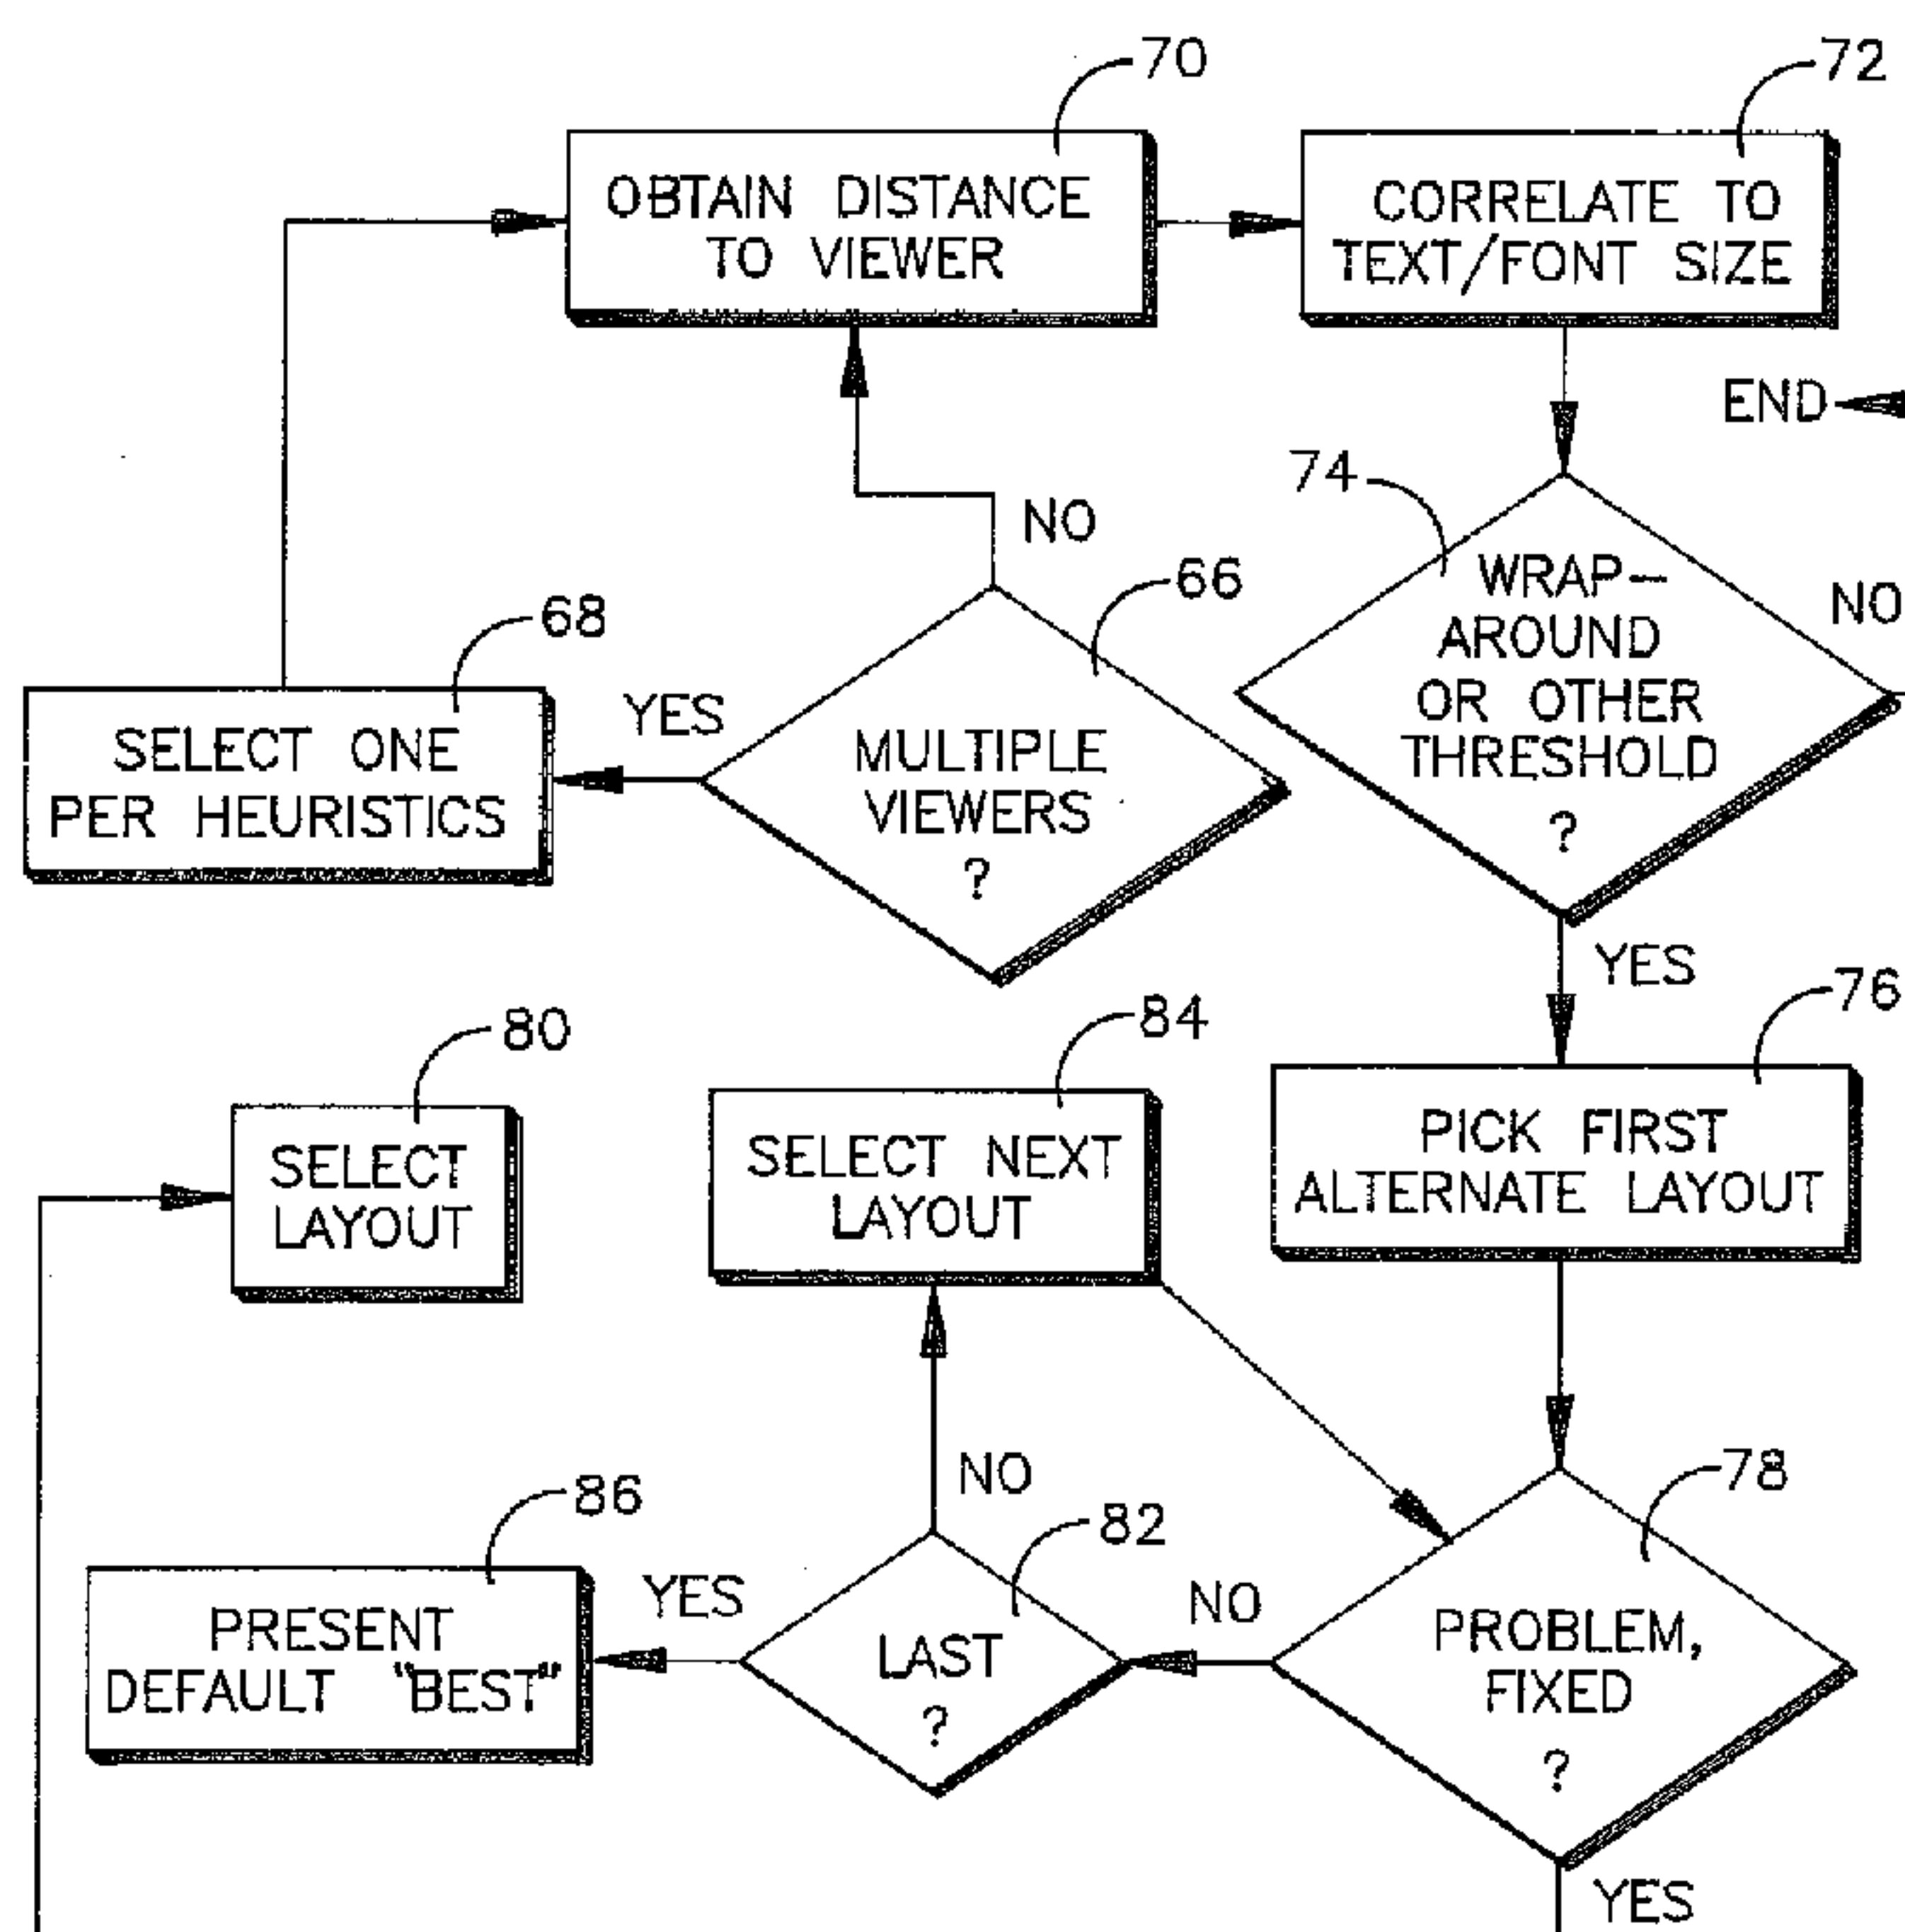 70
72
OBTAIN DISTANCE
TO VIEWER
CORRELATE TO
TEXT/FONT SIZE
END
74
NO
66
WRAP-
AROUND
OR OTHER
THRESHOLD
?
NO
68
YES
SELECT ONE
PER HEURISTICS
MULTIPLE
VIEWERS
?
YES
76
80
84
PICK FIRST
ALTERNATE LAYOUT
SELECT
LAYOUT
SELECT NEXT
LAYOUT
NO
78
86
82
YES
NO
PRESENT
DEFAULT "BEST"
LAST
?
PROBLEM,
FIXED
?
YES